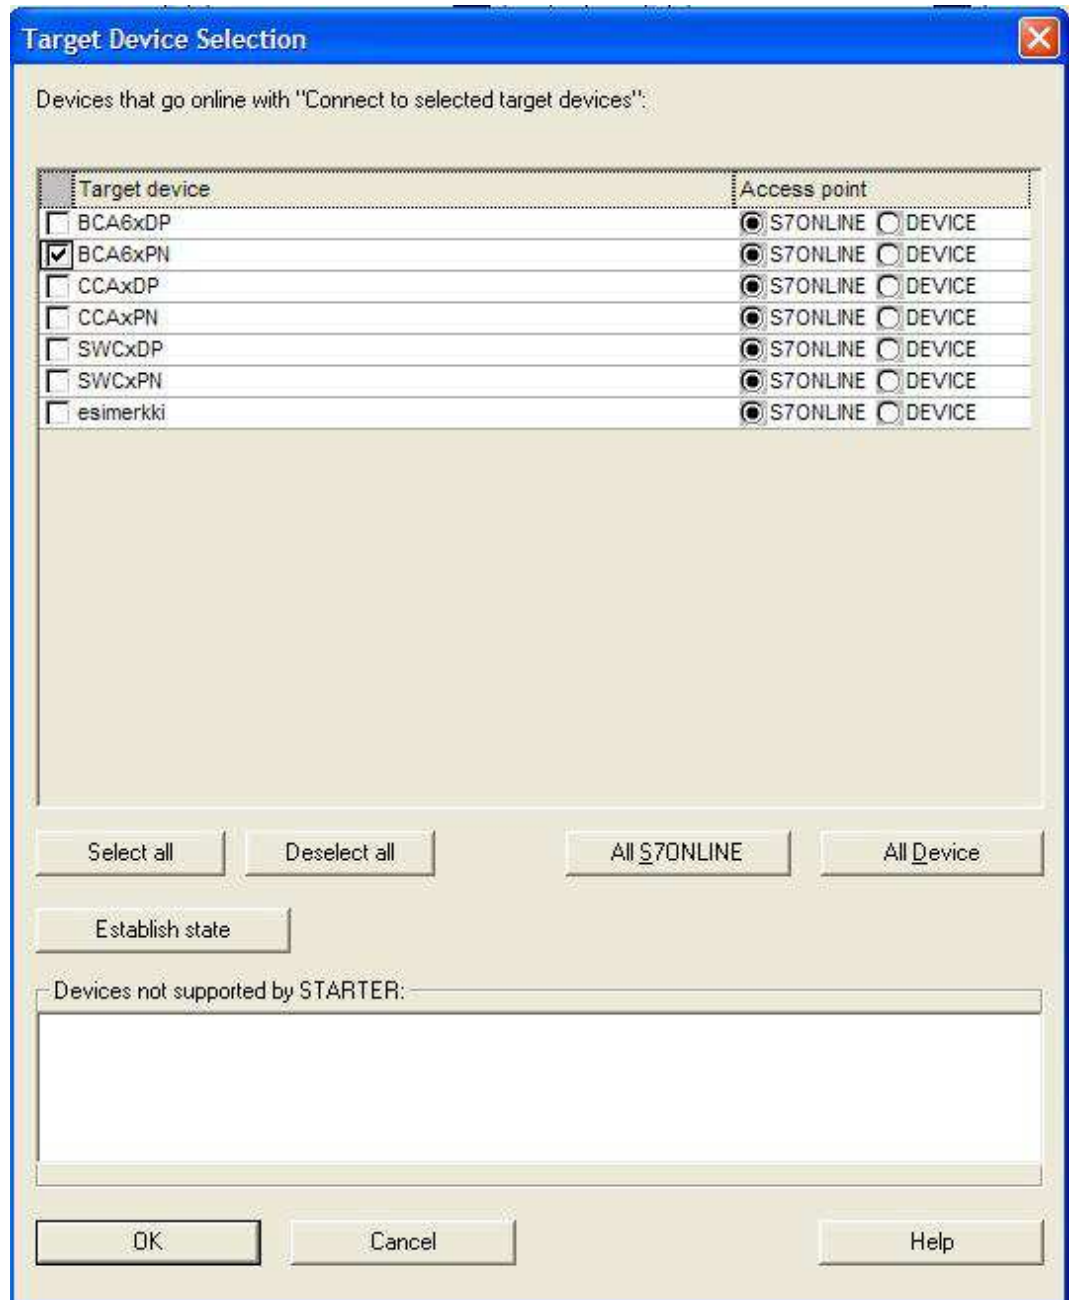 Target Device Selection
Devices that go online with "Connect to selected target devices":
Target device Access point
BCA6xDP S7ONLINE DEVICE
BCA6xPN S7ONLINE DEVICE
CCAxDP S7ONLINE DEVICE
CCAxPN S7ONLINE DEVICE
SWCxDP S7ONLINE DEVICE
SWCxPN S7ONLINE DEVICE
esimerkki S7ONLINE DEVICE
Select all Deselect all All S7ONLINE All Device
Establish state
Devices not supported by STARTER:
OK Cancel Help